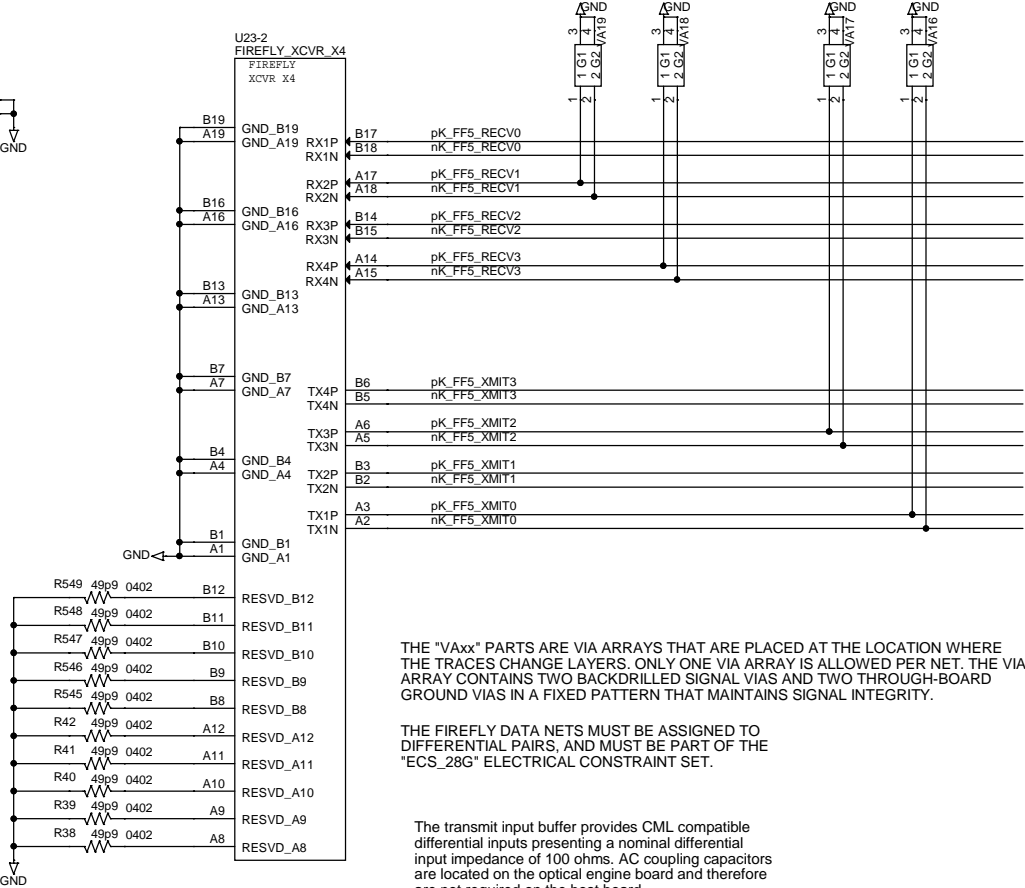 GND
GND
GND
GND
3 4 VA19
3 4 VA18
3 4 VA17
3 4 VA16
1 G1
2 G2
1 G1
2 G2
1 G1
2 G2
1 G1
2 G2
1 2
1 2
1 2
1 2
U23-2
FIREFLY_XCVR_X4
FIREFLY
XCVR X4
GND
B19 GND_B19
A19 GND_A19
RX1P B17 pK_FF5_RECV0
RX1N B18 nK_FF5_RECV0
RX2P A17 pK_FF5_RECV1
RX2N A18 nK_FF5_RECV1
B16 GND_B16
A16 GND_A16
RX3P B14 pK_FF5_RECV2
RX3N B15 nK_FF5_RECV2
RX4P A14 pK_FF5_RECV3
RX4N A15 nK_FF5_RECV3
B13 GND_B13
A13 GND_A13
B7 GND_B7
A7 GND_A7
TX4P B6 pK_FF5_XMIT3
TX4N B5 nK_FF5_XMIT3
TX3P A6 pK_FF5_XMIT2
TX3N A5 nK_FF5_XMIT2
B4 GND_B4
A4 GND_A4
TX2P B3 pK_FF5_XMIT1
TX2N B2 nK_FF5_XMIT1
TX1P A3 pK_FF5_XMIT0
TX1N A2 nK_FF5_XMIT0
B1 GND_B1
GND A1 GND_A1
R549 49p9 0402 B12 RESVD_B12
R548 49p9 0402 B11 RESVD_B11
R547 49p9 0402 B10 RESVD_B10
R546 49p9 0402 B9 RESVD_B9
R545 49p9 0402 B8 RESVD_B8
R42 49p9 0402 A12 RESVD_A12
R41 49p9 0402 A11 RESVD_A11
R40 49p9 0402 A10 RESVD_A10
R39 49p9 0402 A9 RESVD_A9
R38 49p9 0402 A8 RESVD_A8
GND
THE "VAxx" PARTS ARE VIA ARRAYS THAT ARE PLACED AT THE LOCATION WHERE
THE TRACES CHANGE LAYERS. ONLY ONE VIA ARRAY IS ALLOWED PER NET. THE VIA
ARRAY CONTAINS TWO BACKDRILLED SIGNAL VIAS AND TWO THROUGH-BOARD
GROUND VIAS IN A FIXED PATTERN THAT MAINTAINS SIGNAL INTEGRITY.
THE FIREFLY DATA NETS MUST BE ASSIGNED TO
DIFFERENTIAL PAIRS, AND MUST BE PART OF THE
"ECS_28G" ELECTRICAL CONSTRAINT SET.
The transmit input buffer provides CML compatible
differential inputs presenting a nominal differential
input impedance of 100 ohms. AC coupling capacitors
are located on the optical engine board and therefore
are not required on the host board.